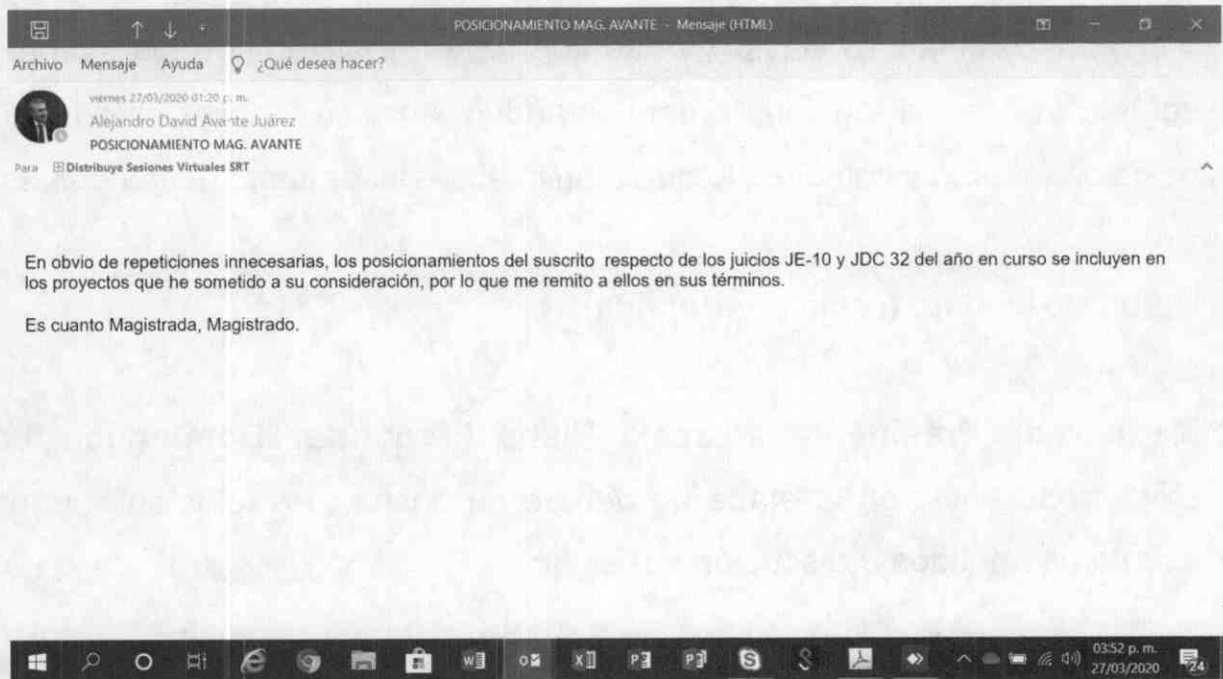 POSICIONAMIENTO MAG. AVANTE - Mensaje (HTML)
Archivo Mensaje Ayuda ¿Qué desea hacer?
viernes 27/03/2020 01:20 p. m.
Alejandro David Avante Juárez
POSICIONAMIENTO MAG. AVANTE
Para Distribuye Sesiones Virtuales SRT
En obvio de repeticiones innecesarias, los posicionamientos del suscrito respecto de los juicios JE-10 y JDC 32 del año en curso se incluyen en
los proyectos que he sometido a su consideración, por lo que me remito a ellos en sus términos.
Es cuanto Magistrada, Magistrado.
03:52 p. m.
27/03/2020
24